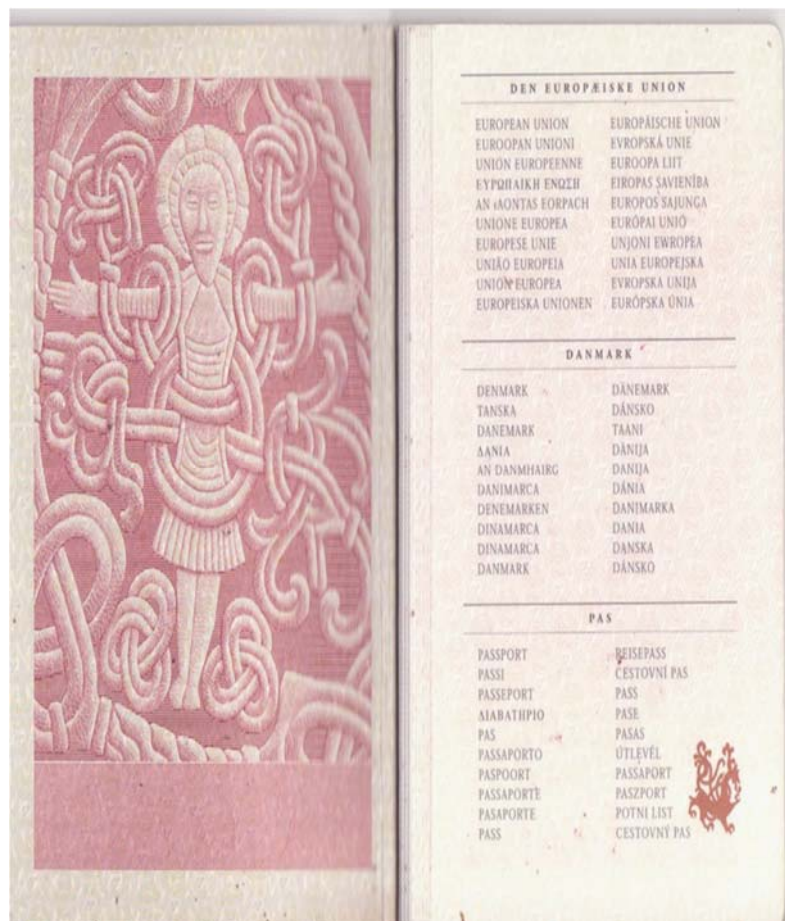 DEN EUROPÆISKE UNION
EUROPEAN UNION EUROPÄISCHE UNION
EUROOPAN UNIONI EVROPSKÁ UNIE
UNION EUROPEENNE EUROOPA LIIT
ΕΥΡΩΠΑΙΚΗ ΕΝΩΣΗ EIROPAS SAVIENĪBA
AN tAONTAS EORPACH EUROPOS SAJUNGA
UNIONE EUROPEA EURÓPAI UNIÓ
EUROPESE UNIE UNJONI EWROPEA
UNIÃO EUROPEIA UNIA EUROPEJSKA
UNIÓN EUROPEA EVROPSKA UNIJA
EUROPEISKA UNIONEN EURÓPSKA ÚNIA
DANMARK
DENMARK DÄNEMARK
TANSKA DÁNSKO
DANEMARK TAANI
ΔΑΝΙΑ DĀNIJA
AN DANMHAIRG DANIJA
DANIMARCA DÁNIA
DENEMARKEN DANIMARKA
DINAMARCA DANIA
DINAMARCA DANSKA
DANMARK DÁNSKO
PAS
PASSPORT REISEPASS
PASSI CESTOVNÍ PAS
PASSEPORT PASS
ΔΙΑΒΑΤΗΡΙΟ PASE
PAS PASAS
PASSAPORTO ÚTLEVÉL
PASPOORT PASSAPORT
PASSAPORTE PASZPORT
PASAPORTE POTNI LIST
PASS CESTOVNÝ PAS